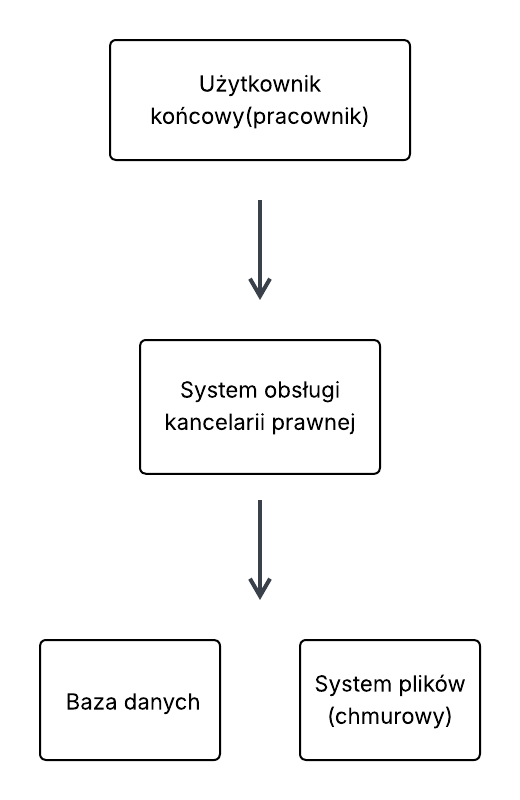 Użytkownik
końcowy(pracownik)
System obsługi
kancelarii prawnej
Baza danych
System plików
(chmurowy)